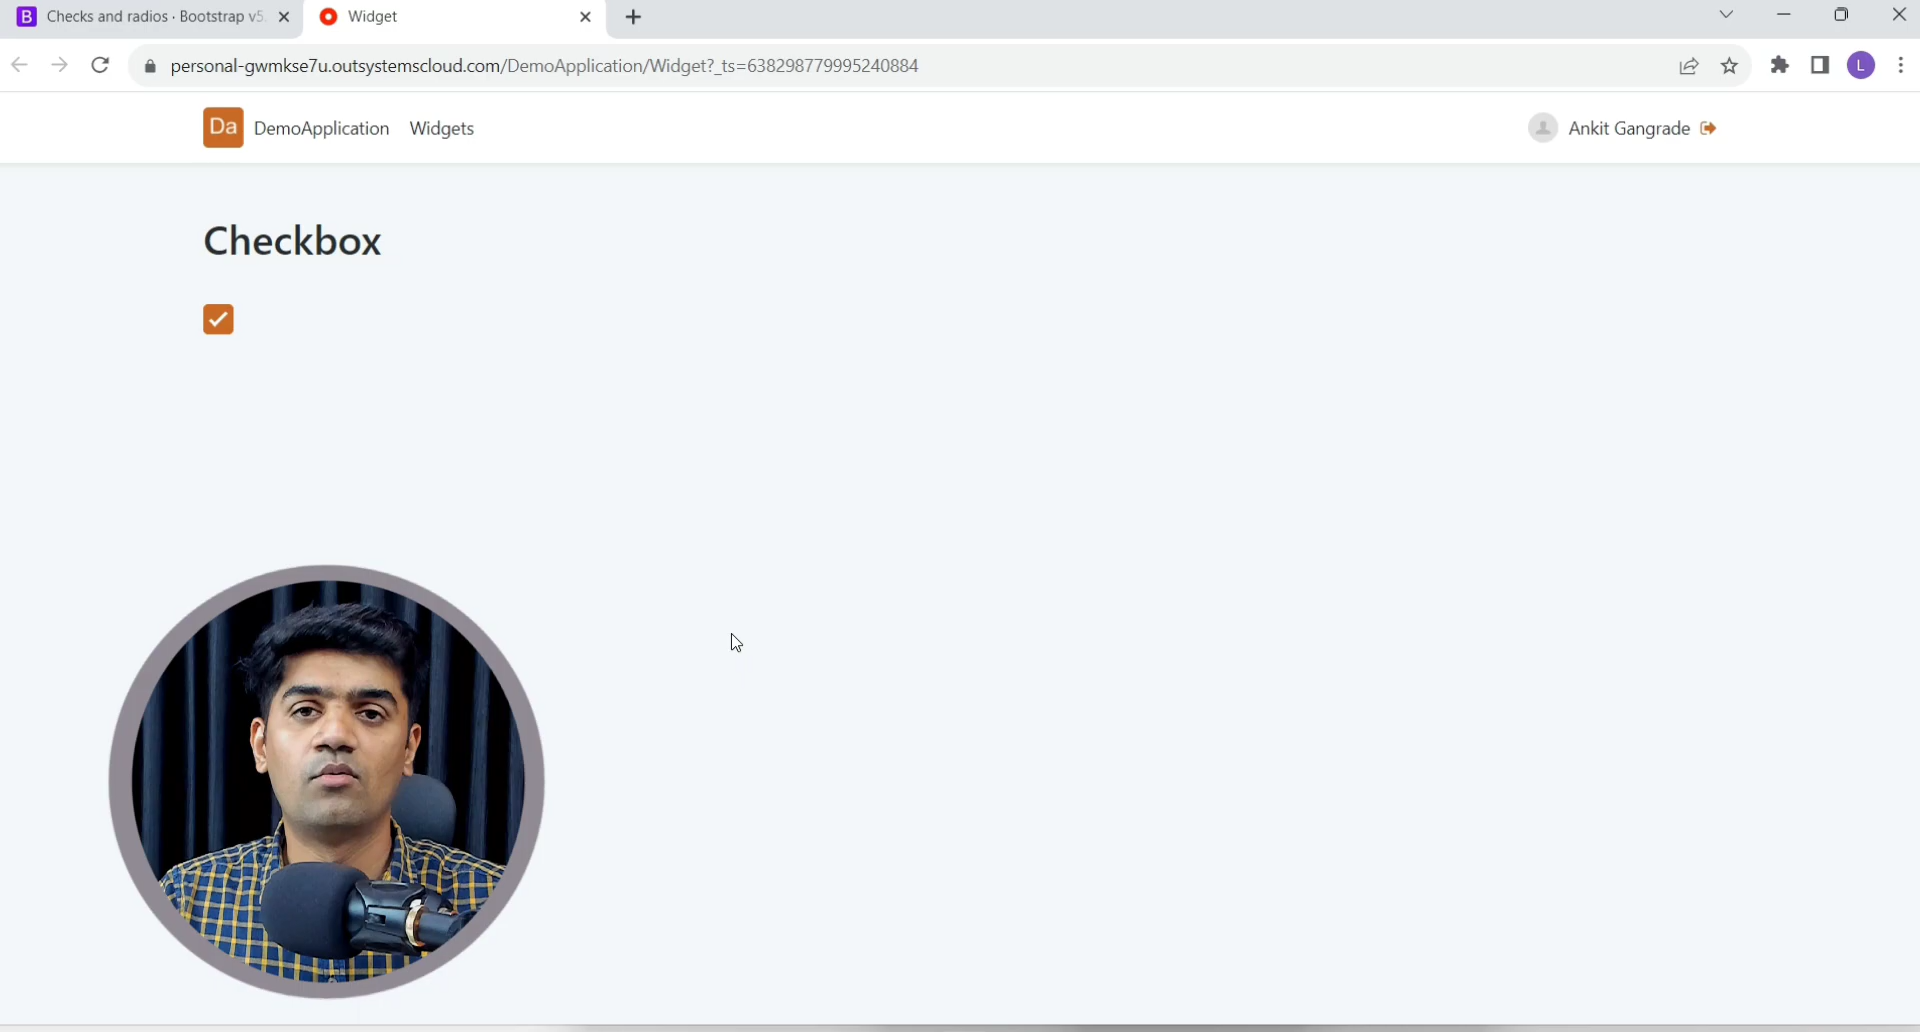 B Checks and radios · Bootstrap v5.
Widget
personal-gwmkse7u.outsystemscloud.com/DemoApplication/Widget?_ts=638298779995240884
L
Da DemoApplication Widgets
Ankit Gangrade
Checkbox